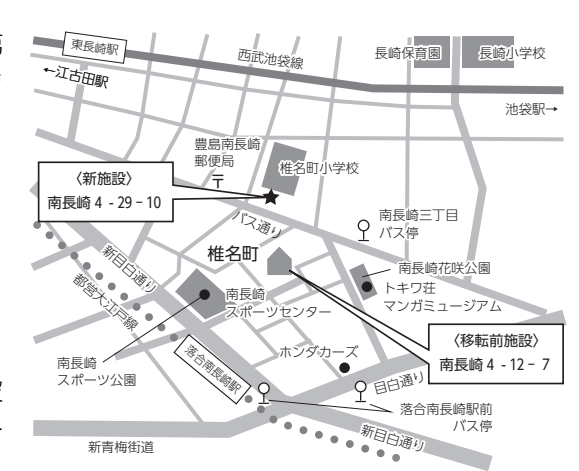 東長崎駅
西武池袋線
長崎保育園
長崎小学校
←江古田駅
池袋駅→
豊島南長崎
郵便局
〒
椎名町小学校
〈新施設〉
南長崎 4 - 29 - 10
バス通り
南長崎三丁目
バス停
新目白通り
椎名町
南長崎花咲公園
トキワ荘
マンガミュージアム
都営大江戸線
南長崎
スポーツセンター
〈移転前施設〉
南長崎 4 - 12 - 7
ホンダカーズ
南長崎
スポーツ公園
落合南長崎駅
目白通り
落合南長崎駅前
バス停
新目白通り
新青梅街道